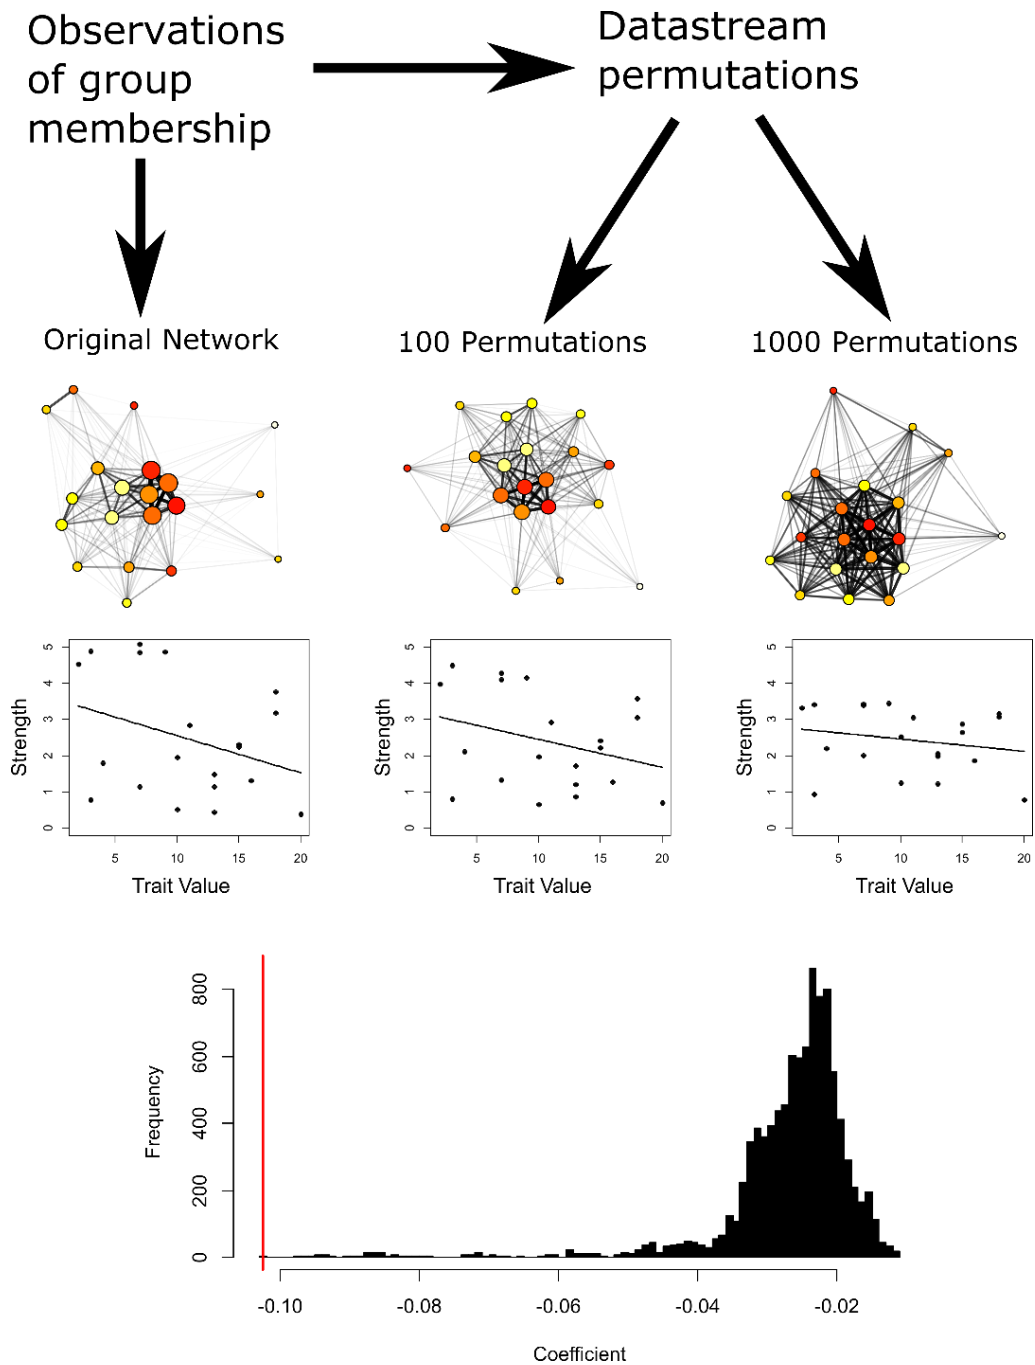 Observations
of group
membership
Datastream
permutations
Original Network
100 Permutations
1000 Permutations
Strength
5
4
3
2
1
0
5
10
15
20
Trait Value
Strength
5
4
3
2
1
0
5
10
15
20
Trait Value
Strength
5
4
3
2
1
0
5
10
15
20
Trait Value
Frequency
800
600
400
200
0
-0.10
-0.08
-0.06
-0.04
-0.02
Coefficient